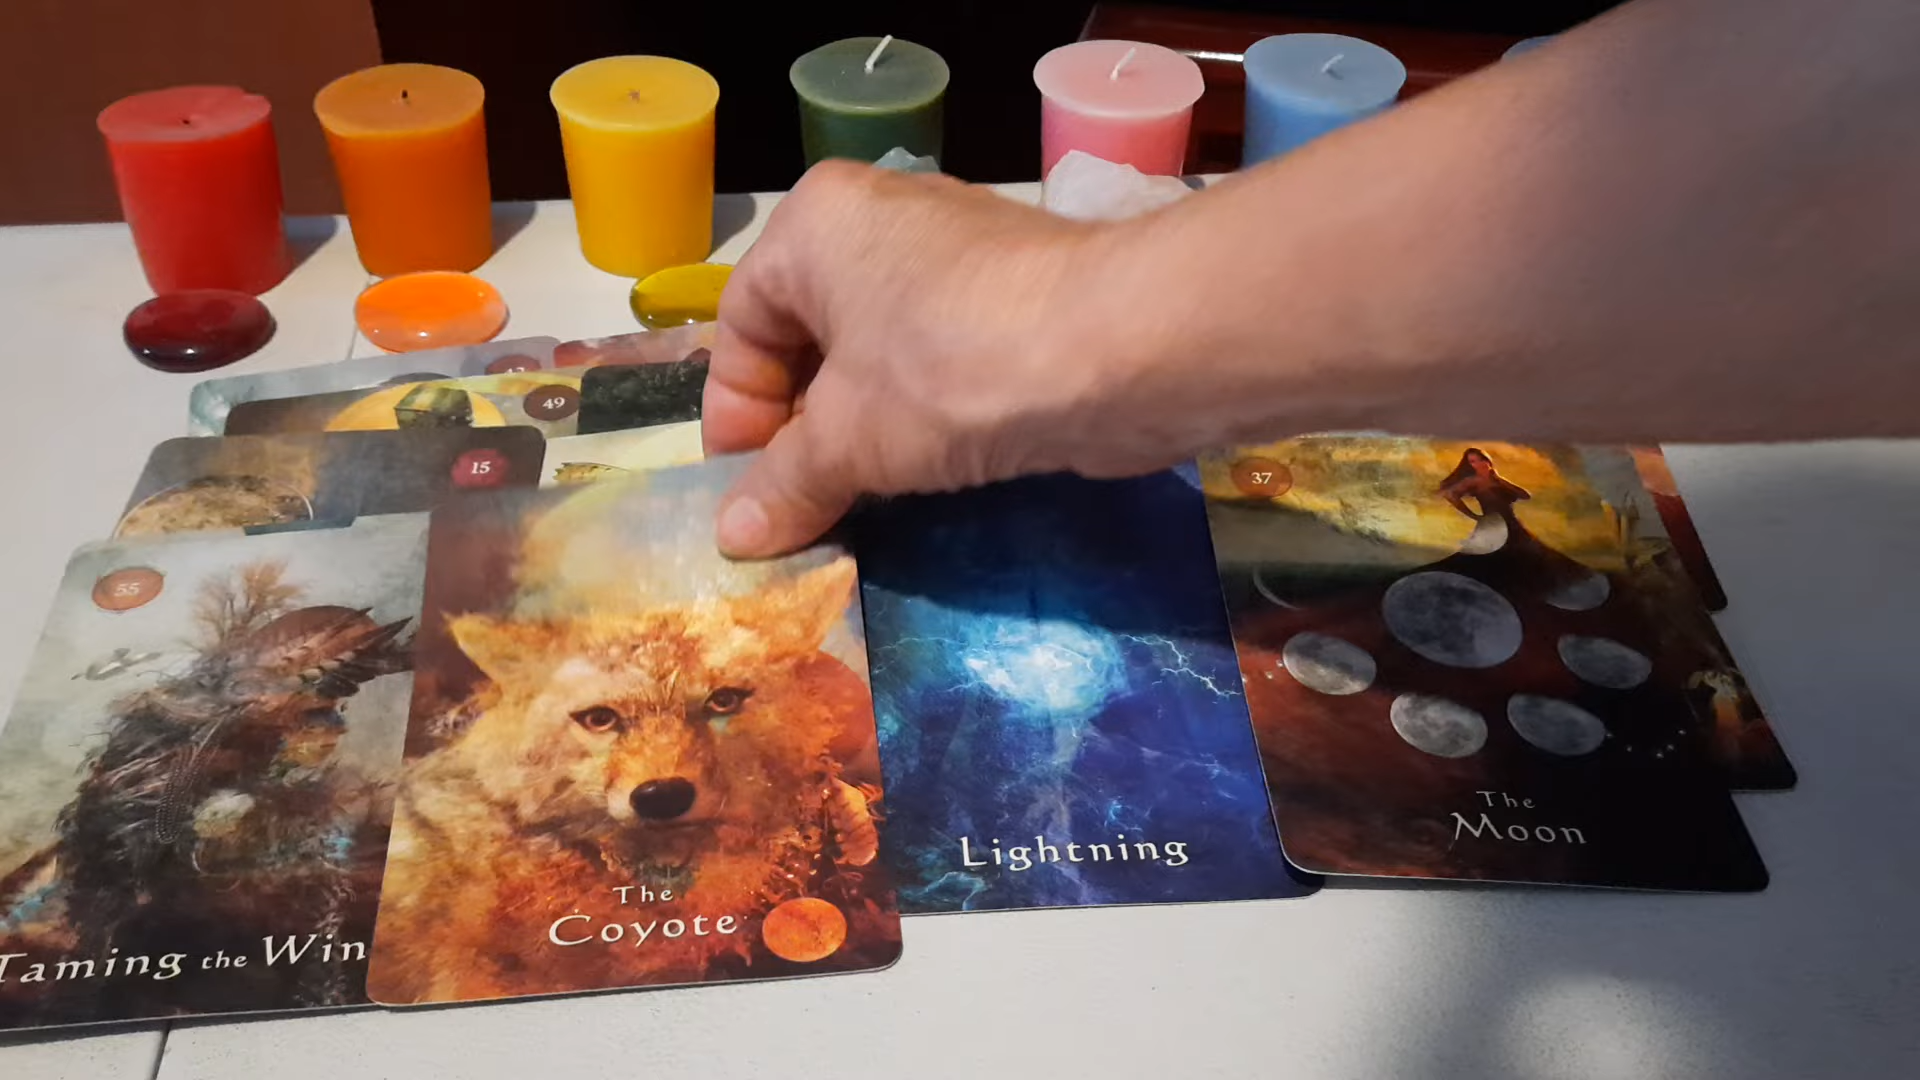 49
15
55
37
Taming the Win
The
Coyote
Lightning
The
Moon